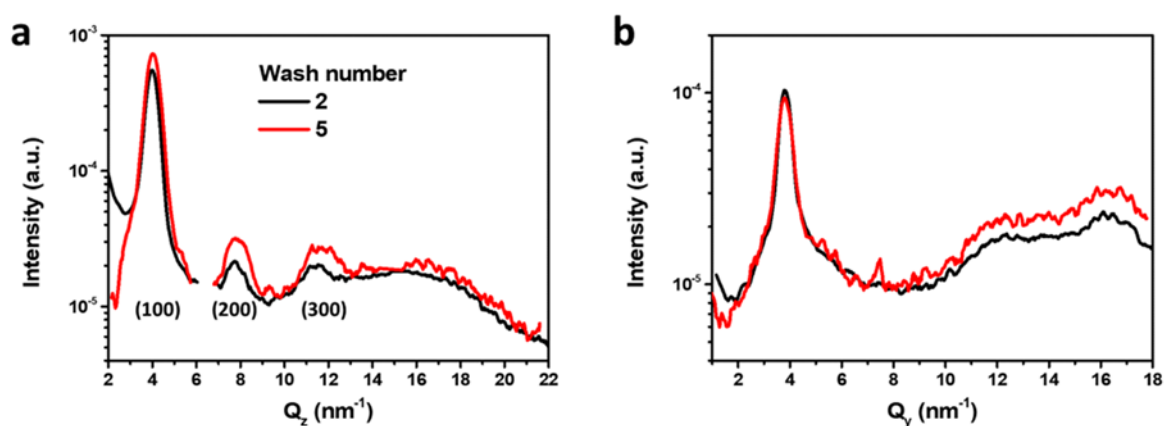 a
Intensity (a.u.)
10⁻³
10⁻⁴
10⁻⁵
Wash number
2
5
(100) (200) (300)
2 4 6 8 10 12 14 16 18 20 22
Q_z (nm⁻¹)
b
Intensity (a.u.)
10⁻⁴
10⁻⁵
2 4 6 8 10 12 14 16 18
Q_y (nm⁻¹)